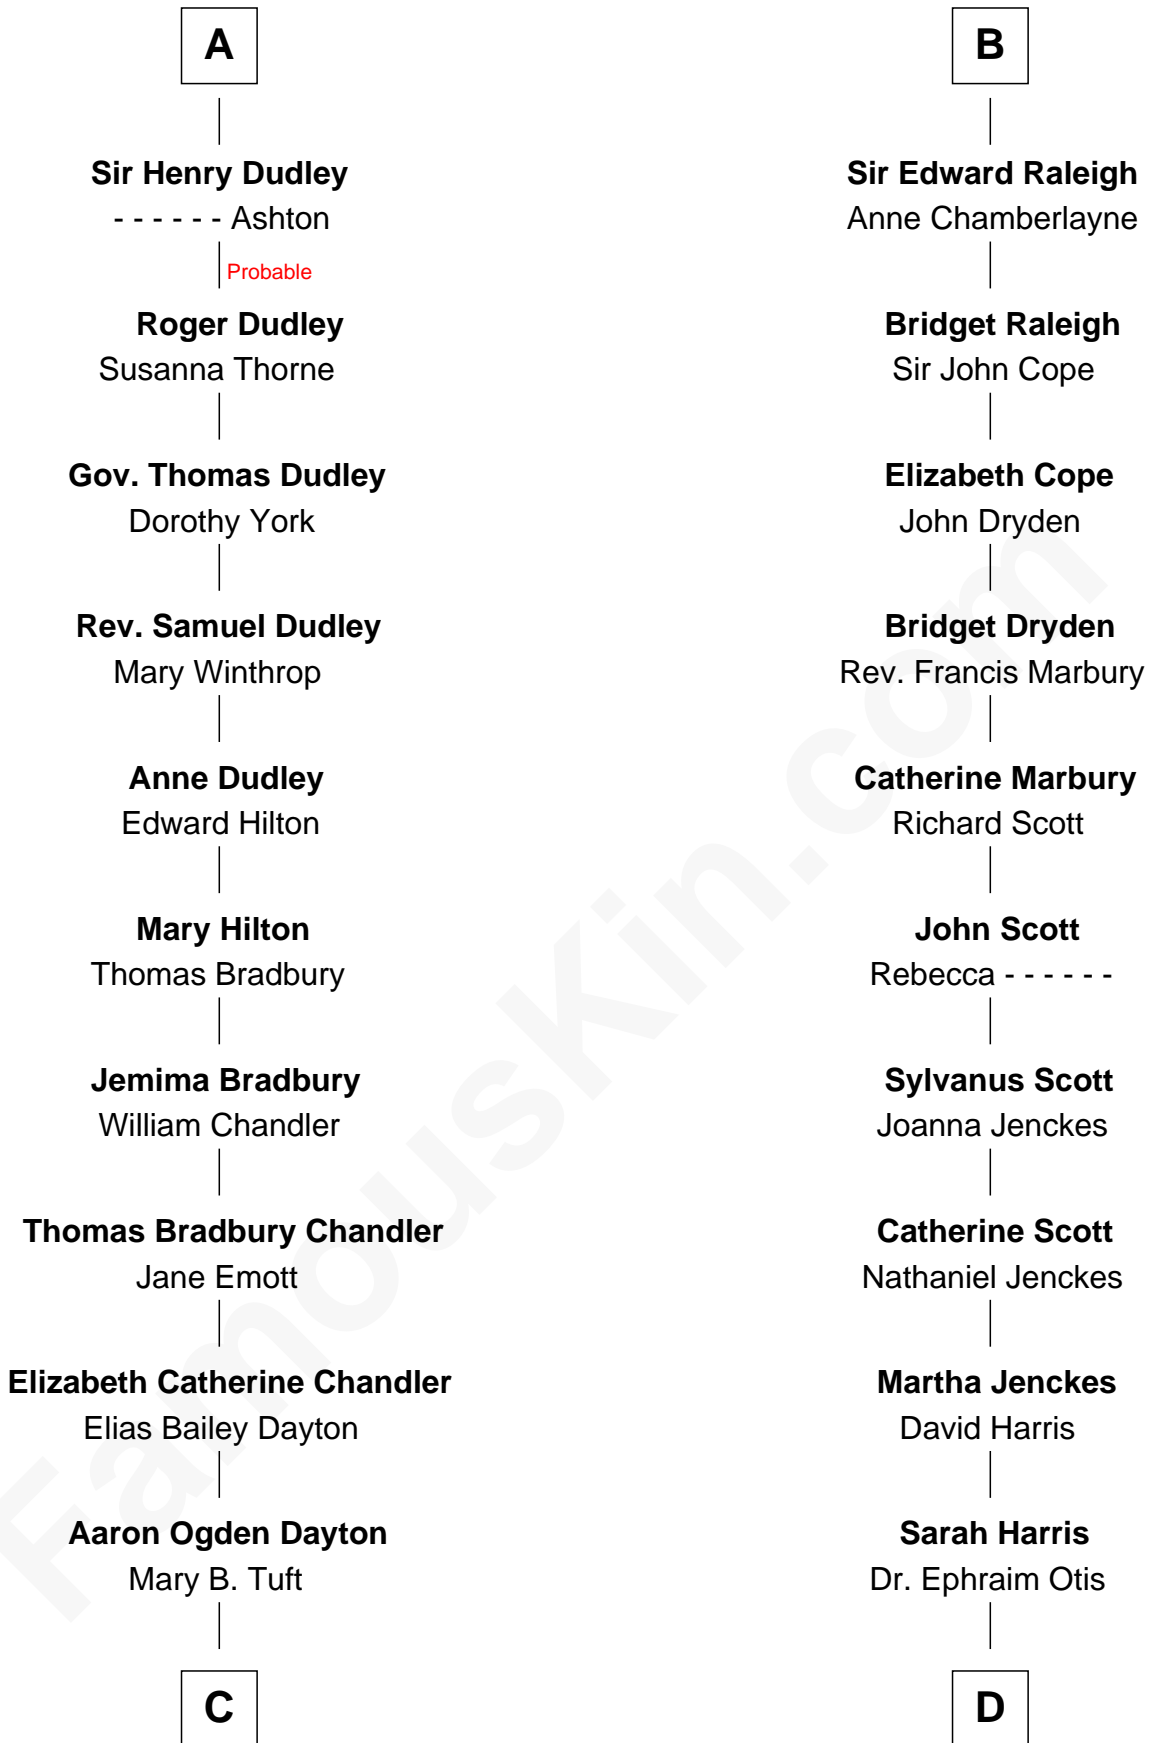 A
Sir Henry Dudley
- - - - - - Ashton
Probable
Roger Dudley
Susanna Thorne
Gov. Thomas Dudley
Dorothy York
Rev. Samuel Dudley
Mary Winthrop
Anne Dudley
Edward Hilton
Mary Hilton
Thomas Bradbury
Jemima Bradbury
William Chandler
Thomas Bradbury Chandler
Jane Emott
Elizabeth Catherine Chandler
Elias Bailey Dayton
Aaron Ogden Dayton
Mary B. Tuft
C
B
Sir Edward Raleigh
Anne Chamberlayne
Bridget Raleigh
Sir John Cope
Elizabeth Cope
John Dryden
Bridget Dryden
Rev. Francis Marbury
Catherine Marbury
Richard Scott
John Scott
Rebecca - - - - - -
Sylvanus Scott
Joanna Jenckes
Catherine Scott
Nathaniel Jenckes
Martha Jenckes
David Harris
Sarah Harris
Dr. Ephraim Otis
D
FamousKin.com